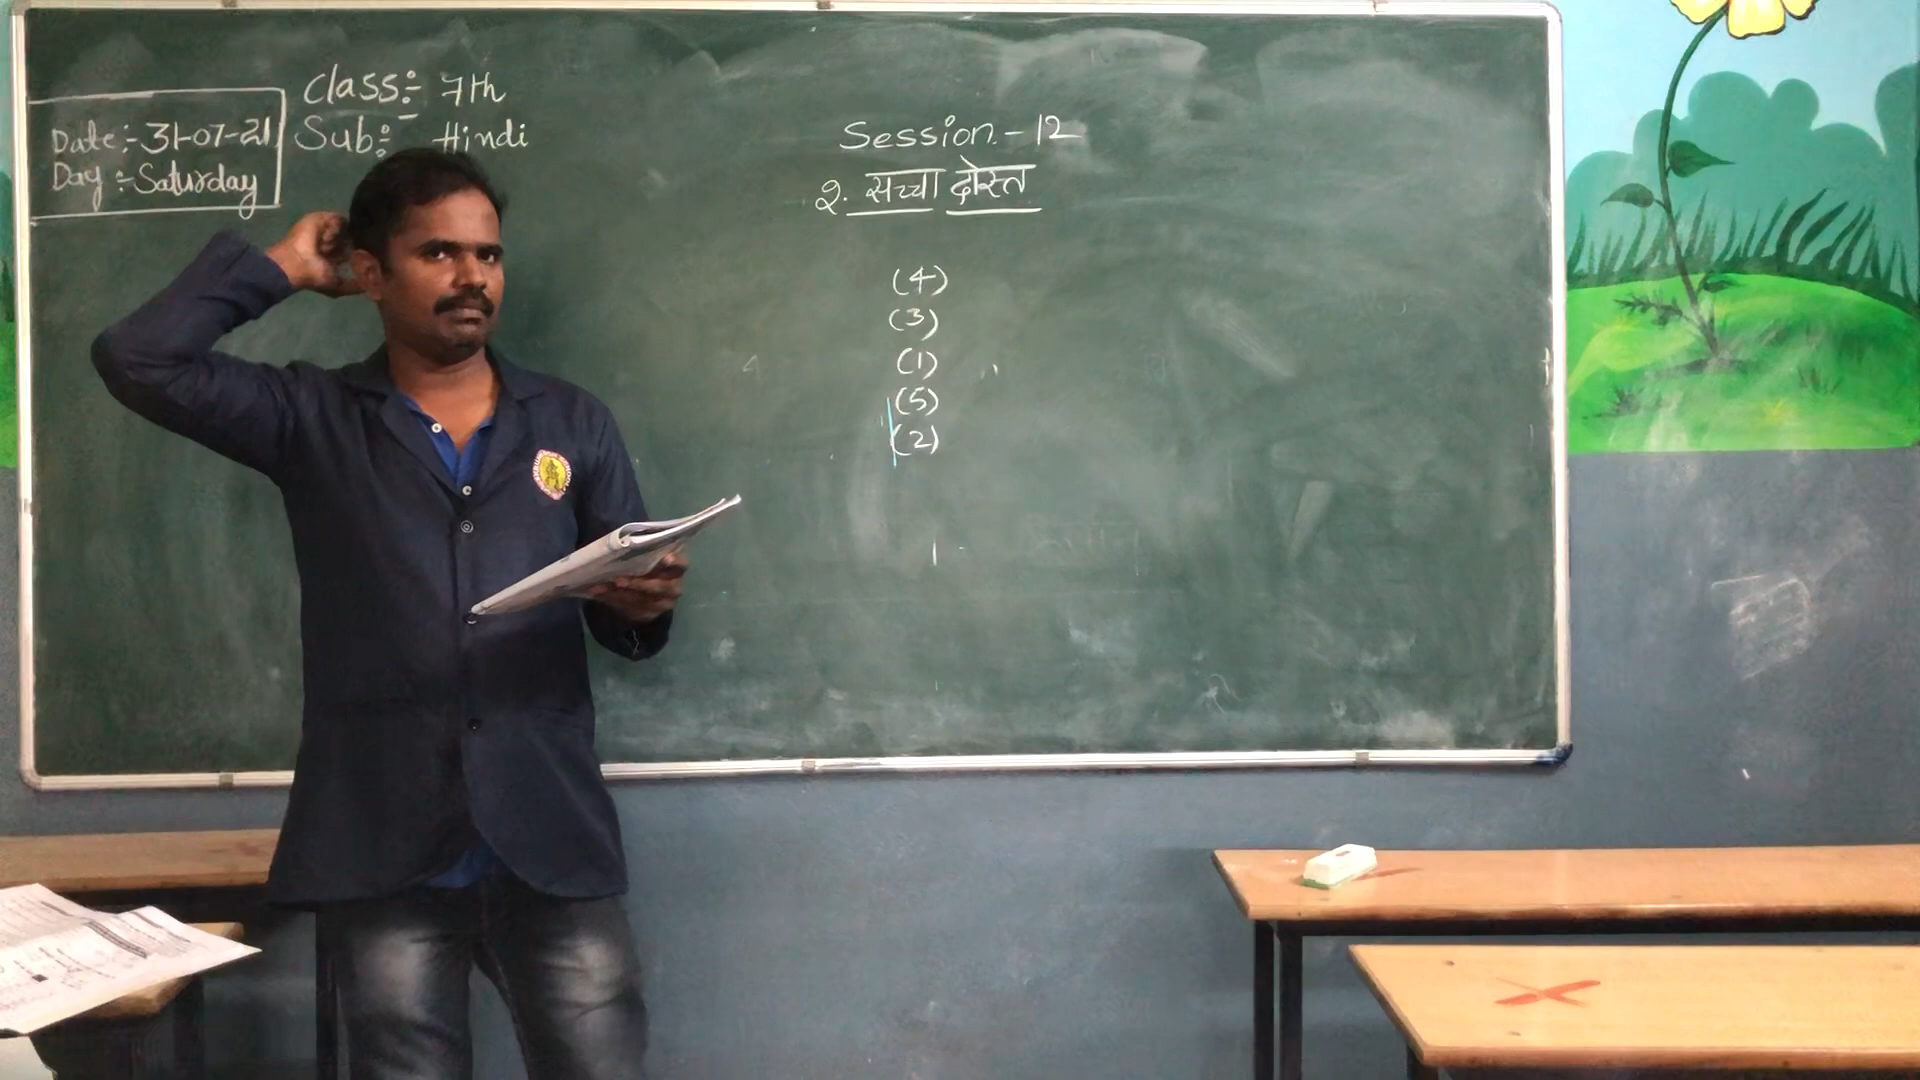 Class:- 7th
Date:- 31-07-21
Sub:- Hindi
Day:- Saturday
Session.- 12
2. सच्चा दोस्त
(4)
(3)
(1)
(5)
(2)